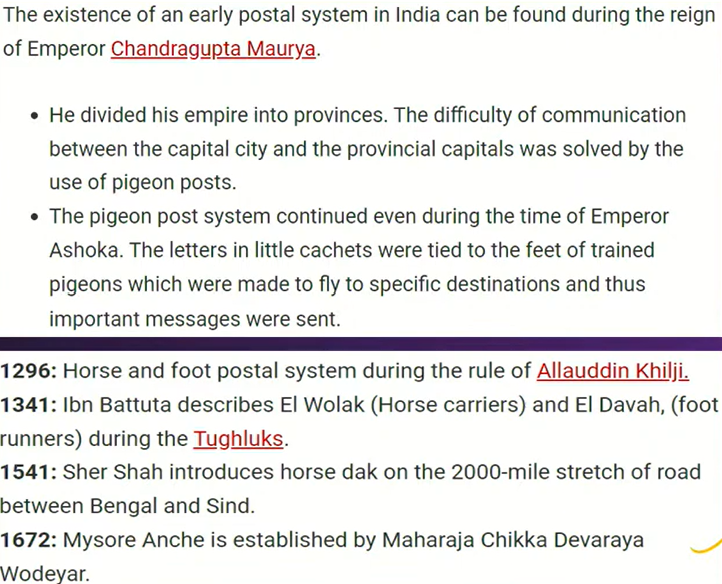 The existence of an early postal system in India can be found during the reign
of Emperor Chandragupta Maurya.
• He divided his empire into provinces. The difficulty of communication
between the capital city and the provincial capitals was solved by the
use of pigeon posts.
• The pigeon post system continued even during the time of Emperor
Ashoka. The letters in little cachets were tied to the feet of trained
pigeons which were made to fly to specific destinations and thus
important messages were sent.
1296: Horse and foot postal system during the rule of Allauddin Khilji.
1341: Ibn Battuta describes El Wolak (Horse carriers) and El Davah, (foot
runners) during the Tughluks.
1541: Sher Shah introduces horse dak on the 2000-mile stretch of road
between Bengal and Sind.
1672: Mysore Anche is established by Maharaja Chikka Devaraya
Wodeyar.